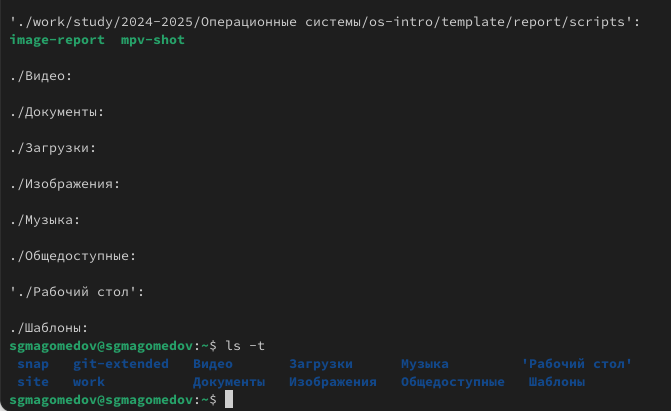 './work/study/2024-2025/Операционные системы/os-intro/template/report/scripts':
image-report  mpv-shot
./Видео:
./Документы:
./Загрузки:
./Изображения:
./Музыка:
./Общедоступные:
'./Рабочий стол':
./Шаблоны:
sgmagomedov@sgmagomedov:~$ ls -t
snap   git-extended   Видео       Загрузки      Музыка         'Рабочий стол'
site   work           Документы   Изображения   Общедоступные   Шаблоны
sgmagomedov@sgmagomedov:~$